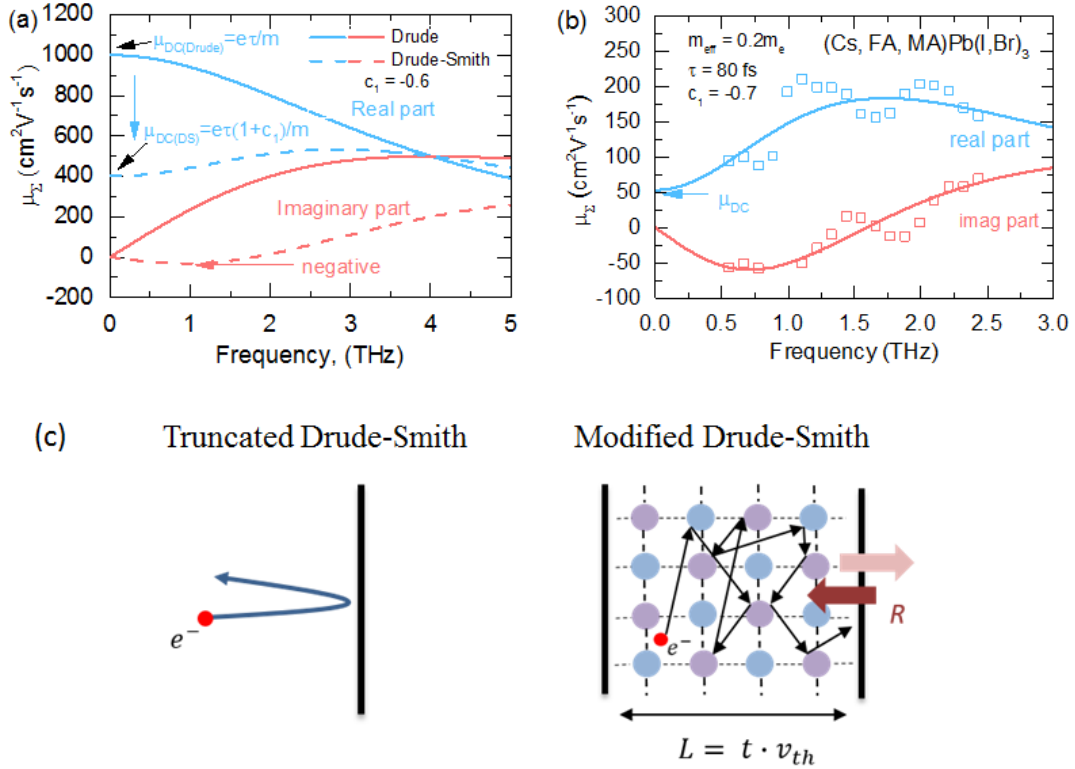 (a)
μDC(Drude)=eτ/m
Drude
Drude-Smith
c₁ = -0.6
Real part
μDC(DS)=eτ(1+c₁)/m
Imaginary part
negative
1200
1000
800
600
400
200
0
-200
μΣ (cm²V⁻¹s⁻¹)
0 1 2 3 4 5
Frequency, (THz)
(b)
meff = 0.2me
(Cs, FA, MA)Pb(I,Br)₃
τ = 80 fs
c₁ = -0.7
real part
μDC
imag part
300
250
200
150
100
50
0
-50
-100
μΣ (cm²V⁻¹s⁻¹)
0.0 0.5 1.0 1.5 2.0 2.5 3.0
Frequency (THz)
(c)
Truncated Drude-Smith
Modified Drude-Smith
e⁻
e⁻
R
L = t · vth